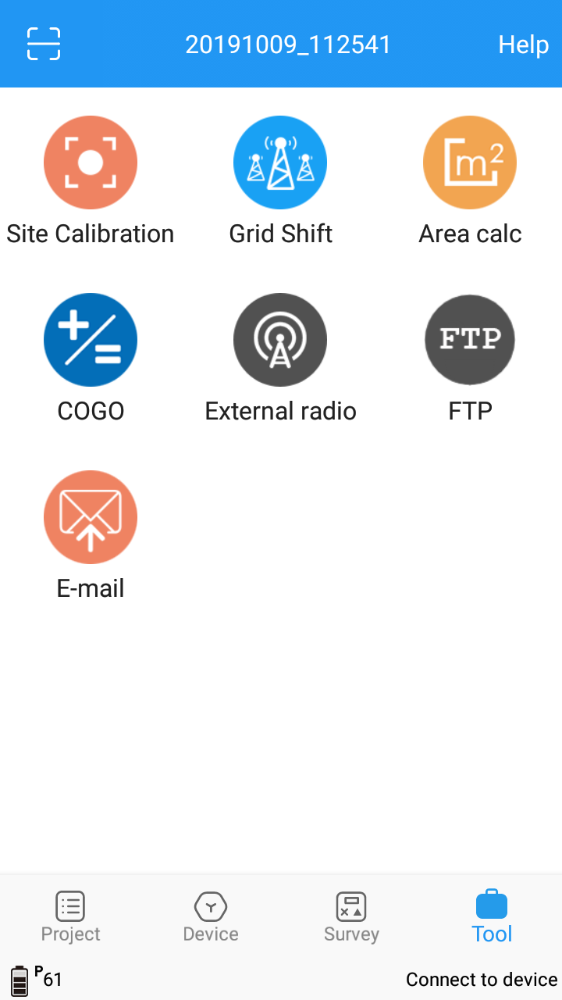 20191009_112541 Help
m²
Site Calibration Grid Shift Area calc
FTP
COGO External radio FTP
E-mail
Project Device Survey Tool
P 61 Connect to device